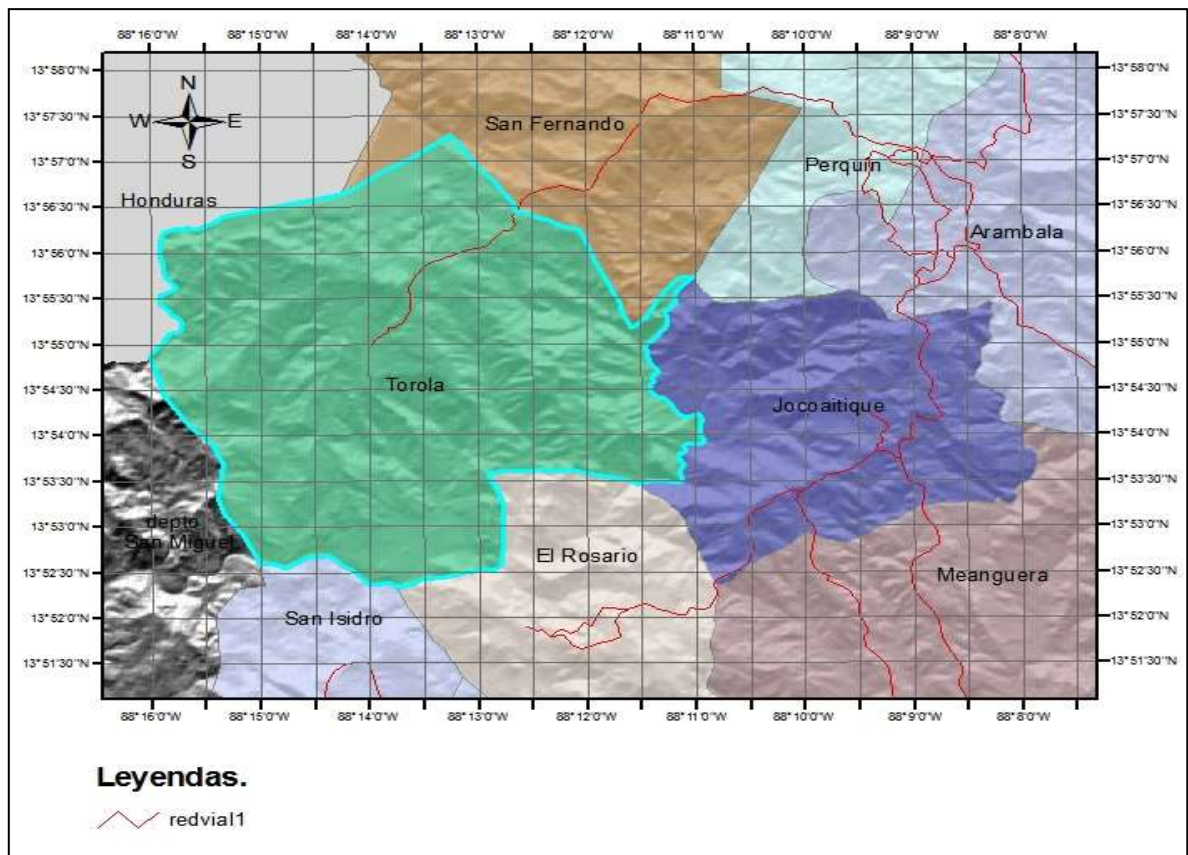 88°16'0"W 88°15'0"W 88°14'0"W 88°13'0"W 88°12'0"W 88°11'0"W 88°10'0"W 88°9'0"W 88°8'0"W
13°58'0"N 13°58'0"N
N
13°57'30"N San Fernando 13°57'30"N
W E
S
13°57'0"N Perquín 13°57'0"N
13°56'30"N Honduras 13°56'30"N
Arambala
13°56'0"N 13°56'0"N
13°55'30"N 13°55'30"N
13°55'0"N 13°55'0"N
13°54'30"N Torola 13°54'30"N
Jocoaitique
13°54'0"N 13°54'0"N
13°53'30"N 13°53'30"N
13°53'0"N depto 13°53'0"N
San Miguel
El Rosario
13°52'30"N Meanguera 13°52'30"N
13°52'0"N San Isidro 13°52'0"N
13°51'30"N 13°51'30"N
88°16'0"W 88°15'0"W 88°14'0"W 88°13'0"W 88°12'0"W 88°11'0"W 88°10'0"W 88°9'0"W 88°8'0"W
Leyendas.
redvial1